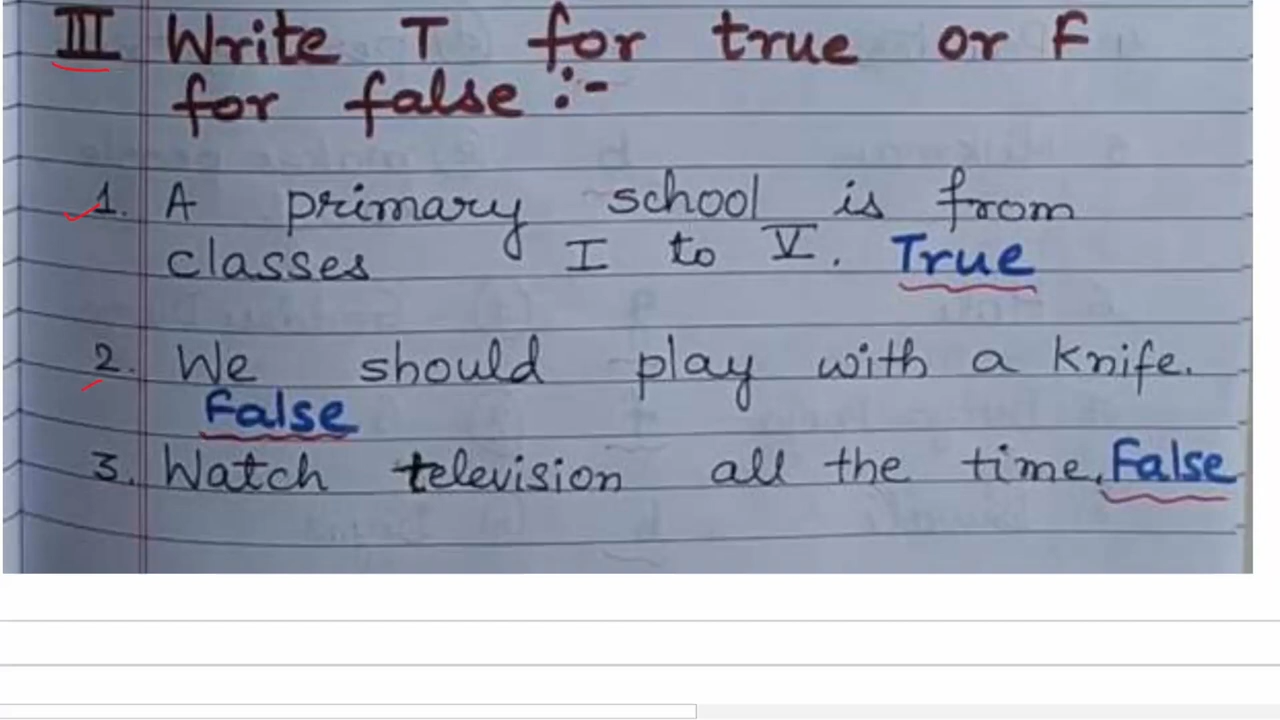 III Write T for true or F
for false :-
1. A primary school is from
classes I to V. True
2. We should play with a knife.
False
3. Watch television all the time. False